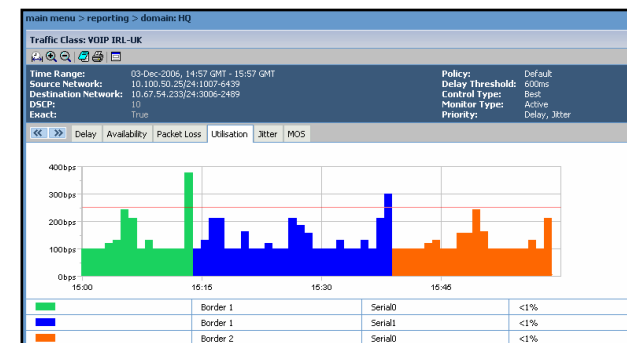 main menu > reporting > domain: HQ
Traffic Class: VOIP IRL-UK
Time Range: 03-Dec-2006, 14:57 GMT - 15:57 GMT Policy: Default
Source Network: 10.100.50.25/24:1007-6439 Delay Threshold: 600ms
Destination Network: 10.67.54.233/24:3006-2489 Control Type: Best
DSCP: 10 Monitor Type: Active
Exact: True Priority: Delay, Jitter
<< >> Delay Availability Packet Loss Utilisation Jitter MOS
400bps
300bps
200bps
100bps
0bps
15:00 15:15 15:30 15:45
Border 1 Serial0 <1%
Border 1 Serial1 <1%
Border 2 Serial0 <1%